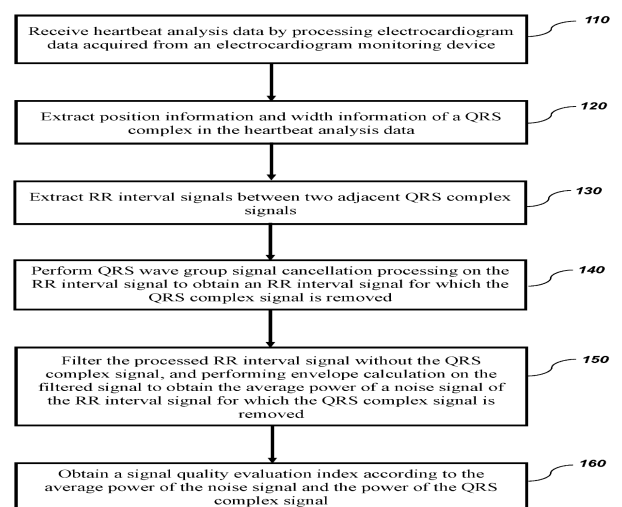 Receive heartbeat analysis data by processing electrocardiogram
data acquired from an electrocardiogram monitoring device
110
Extract position information and width information of a QRS
complex in the heartbeat analysis data
120
Extract RR interval signals between two adjacent QRS complex
signals
130
Perform QRS wave group signal cancellation processing on the
RR interval signal to obtain an RR interval signal for which the
QRS complex signal is removed
140
Filter the processed RR interval signal without the QRS
complex signal, and performing envelope calculation on the
filtered signal to obtain the average power of a noise signal of
the RR interval signal for which the QRS complex signal is
removed
150
Obtain a signal quality evaluation index according to the
average power of the noise signal and the power of the QRS
complex signal
160